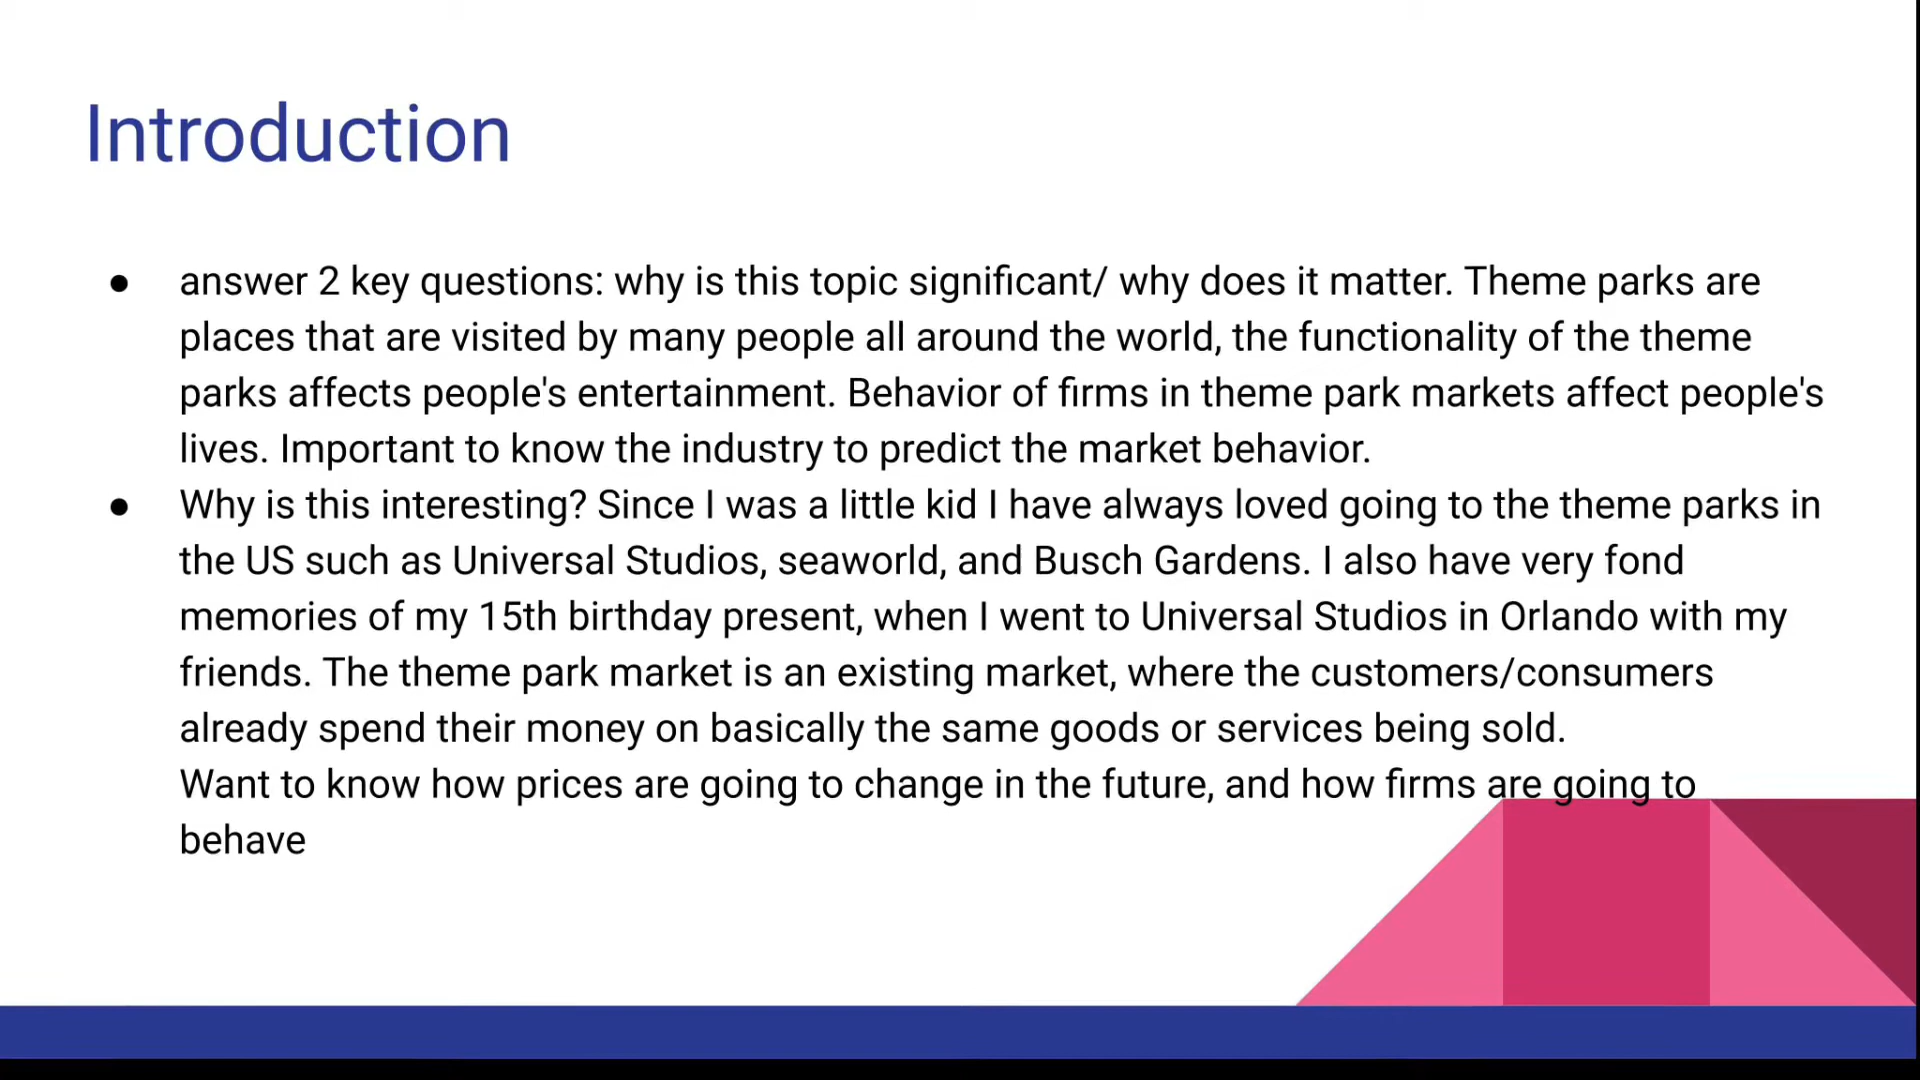 Introduction
● answer 2 key questions: why is this topic significant/ why does it matter. Theme parks are
places that are visited by many people all around the world, the functionality of the theme
parks affects people's entertainment. Behavior of firms in theme park markets affect people's
lives. Important to know the industry to predict the market behavior.
● Why is this interesting? Since I was a little kid I have always loved going to the theme parks in
the US such as Universal Studios, seaworld, and Busch Gardens. I also have very fond
memories of my 15th birthday present, when I went to Universal Studios in Orlando with my
friends. The theme park market is an existing market, where the customers/consumers
already spend their money on basically the same goods or services being sold.
Want to know how prices are going to change in the future, and how firms are going to
behave